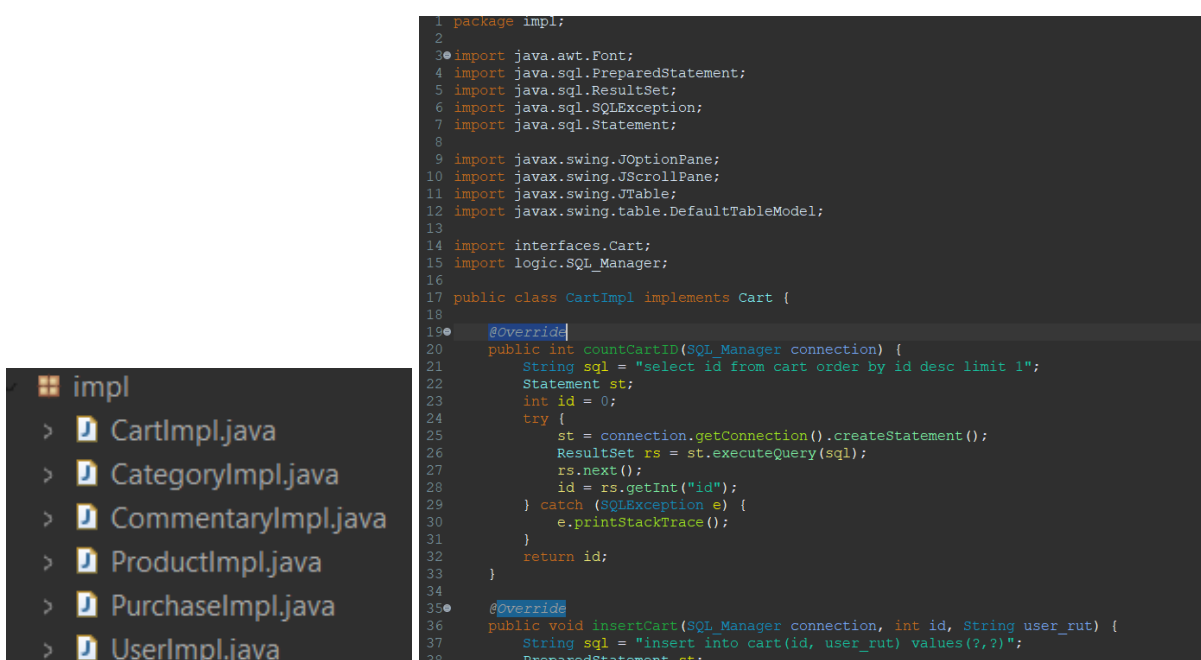 impl
CartImpl.java
CategoryImpl.java
CommentaryImpl.java
ProductImpl.java
PurchaseImpl.java
UserImpl.java
1 package impl;
2
3 import java.awt.Font;
4 import java.sql.PreparedStatement;
5 import java.sql.ResultSet;
6 import java.sql.SQLException;
7 import java.sql.Statement;
8
9 import javax.swing.JOptionPane;
10 import javax.swing.JScrollPane;
11 import javax.swing.JTable;
12 import javax.swing.table.DefaultTableModel;
13
14 import interfaces.Cart;
15 import logic.SQL_Manager;
16
17 public class CartImpl implements Cart {
18
19     @Override
20     public int countCartID(SQL_Manager connection) {
21         String sql = "select id from cart order by id desc limit 1";
22         Statement st;
23         int id = 0;
24         try {
25             st = connection.getConnection().createStatement();
26             ResultSet rs = st.executeQuery(sql);
27             rs.next();
28             id = rs.getInt("id");
29         } catch (SQLException e) {
30             e.printStackTrace();
31         }
32         return id;
33     }
34
35     @Override
36     public void insertCart(SQL_Manager connection, int id, String user_rut) {
37         String sql = "insert into cart(id, user_rut) values(?,?)";
38         PreparedStatement st;